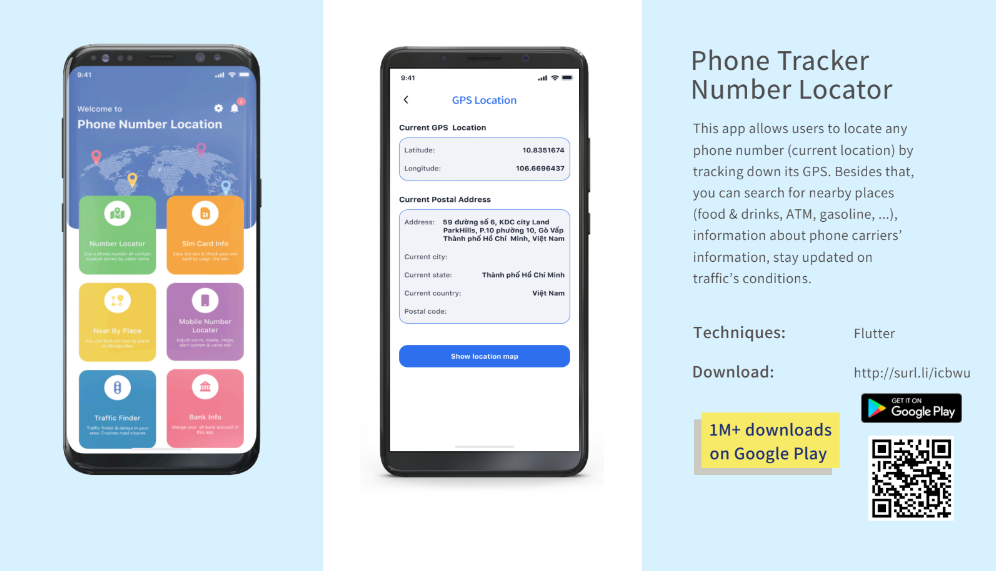 9:41
Welcome to
Phone Number Location
Number Locator
Sim Card Info
Near By Place
Mobile Number
Locater
Traffic Finder
Bank Info
Traffic finder & delays in your
9:41
GPS Location
Current GPS Location
Latitude: 10.8351674
Longitude: 106.6696437
Current Postal Address
Address: 59 đường số 6, KDC city Land
ParkHills, P.10 phường 10, Gò Vấp
Thành phố Hồ Chí Minh, Việt Nam
Current city:
Current state: Thành phố Hồ Chí Minh
Current country: Việt Nam
Postal code:
Show location map
Phone Tracker
Number Locator
This app allows users to locate any
phone number (current location) by
tracking down its GPS. Besides that,
you can search for nearby places
(food & drinks, ATM, gasoline, ...),
information about phone carriers’
information, stay updated on
traffic’s conditions.
Techniques: Flutter
Download: http://surl.li/icbwu
GET IT ON
Google Play
1M+ downloads
on Google Play